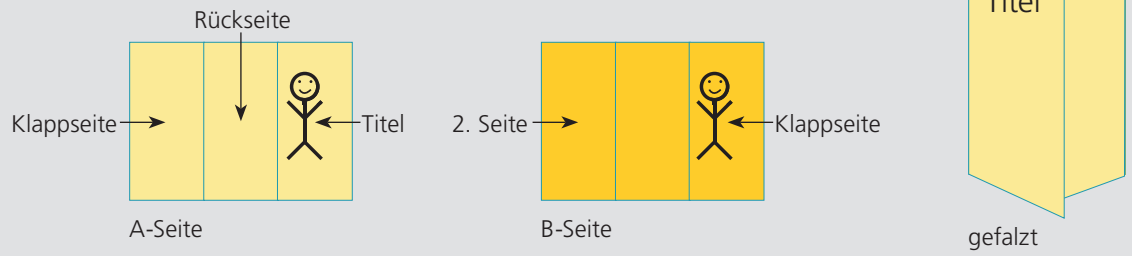 Titel
Rückseite
Klappseite
Titel
2. Seite
Klappseite
A-Seite
B-Seite
gefalzt